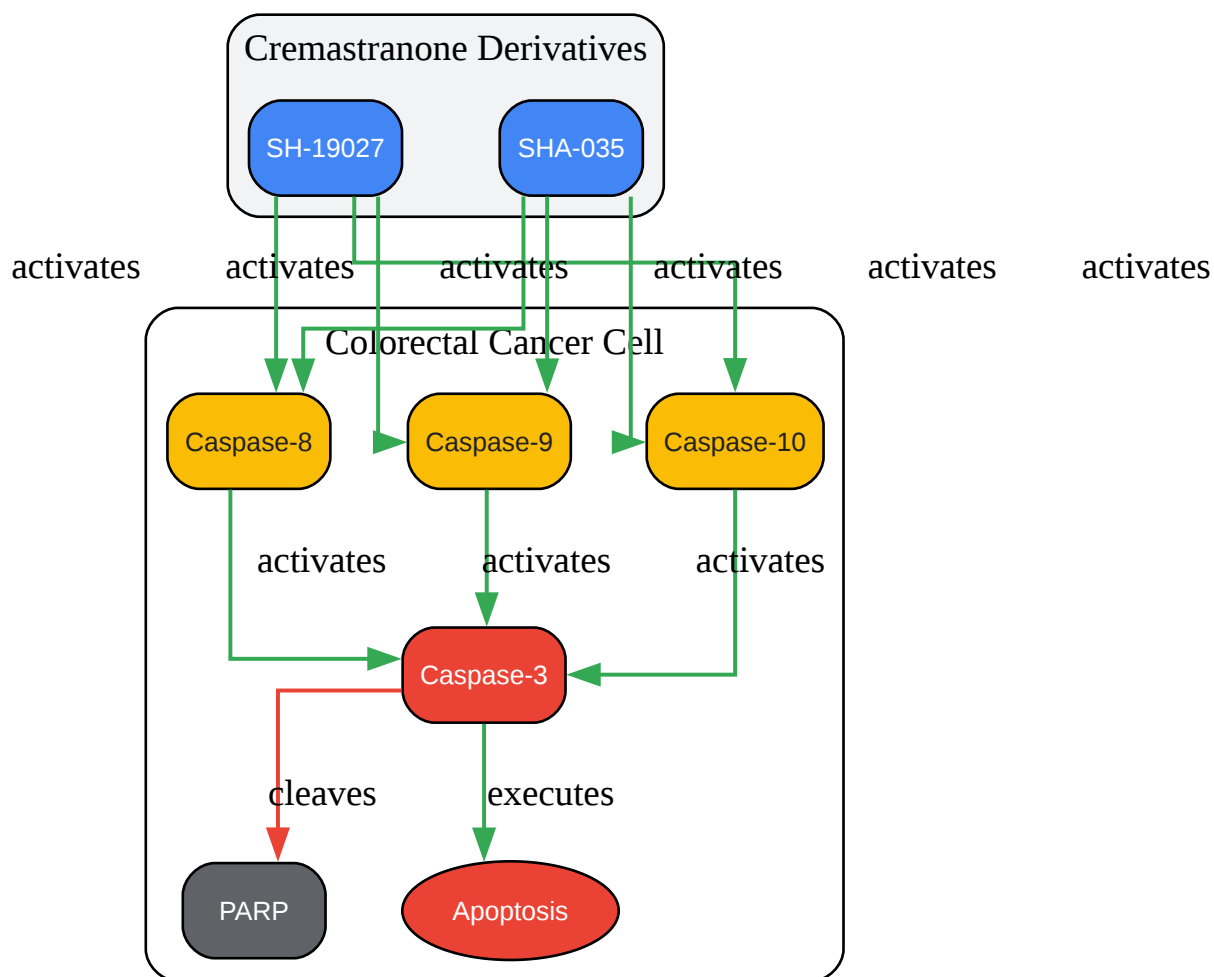 Cremastranone Derivatives
SH-19027
SHA-035
activates
activates
activates
activates
activates
activates
Colorectal Cancer Cell
Caspase-8
Caspase-9
Caspase-10
activates
activates
activates
Caspase-3
cleaves
executes
PARP
Apoptosis